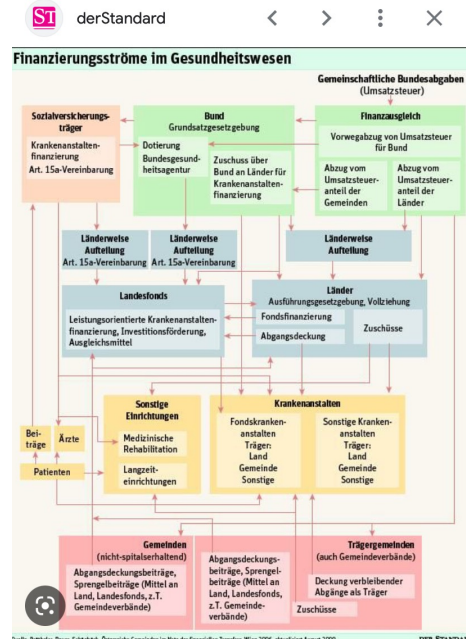 ST
derStandard
Finanzierungsströme im Gesundheitswesen
Gemeinschaftliche Bundesabgaben
(Umsatzsteuer)
Sozialversicherungs-
träger
Krankenanstalten-
finanzierung
Art. 15a-Vereinbarung
Bund
Grundsatzgesetzgebung
Dotierung
Bundesgesund-
heitsagentur
Zuschuss über
Bund an Länder für
Krankenanstalten-
finanzierung
Finanzausgleich
Vorwegabzug von Umsatzsteuer
für Bund
Abzug vom
Umsatzsteuer-
anteil der
Gemeinden
Abzug vom
Umsatzsteuer-
anteil der
Länder
Länderweise
Aufteilung
Art. 15a-Vereinbarung
Länderweise
Aufteilung
Art. 15a-Vereinbarung
Länderweise
Aufteilung
Landesfonds
Leistungsorientierte Krankenanstalten-
finanzierung, Investitionsförderung,
Ausgleichsmittel
Länder
Ausführungsgesetzgebung, Vollziehung
Fondsfinanzierung
Abgangsdeckung
Zuschüsse
Sonstige
Einrichtungen
Medizinische
Rehabilitation
Langzeit-
einrichtungen
Krankenanstalten
Fondskranken-
anstalten
Träger:
Land
Gemeinde
Sonstige
Sonstige Kranken-
anstalten
Träger:
Land
Gemeinde
Sonstige
Bei-
träge
Ärzte
Patienten
Gemeinden
(nicht-spitalserhaltend)
Abgangsdeckungsbeiträge,
Sprengelbeiträge (Mittel an
Land, Landesfonds, z.T.
Gemeindeverbände)
Trägergemeinden
(auch Gemeindeverbände)
Abgangsdeckungs-
beiträge, Sprengel-
beiträge (Mittel an
Land, Landesfonds,
z.T. Gemeinde-
verbände)
Deckung verbleibender
Abgänge als Träger
Zuschüsse
DER STANDARD